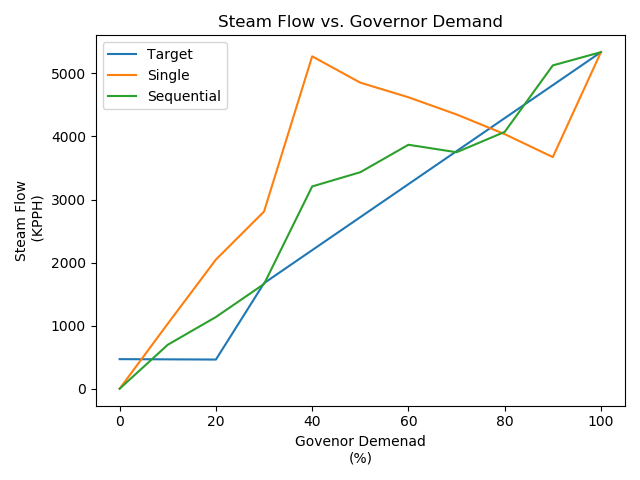 Steam Flow vs. Governor Demand
Target
Single
Sequential
Steam Flow
(KPPH)
5000
4000
3000
2000
1000
0
0 20 40 60 80 100
Govenor Demenad
(%)